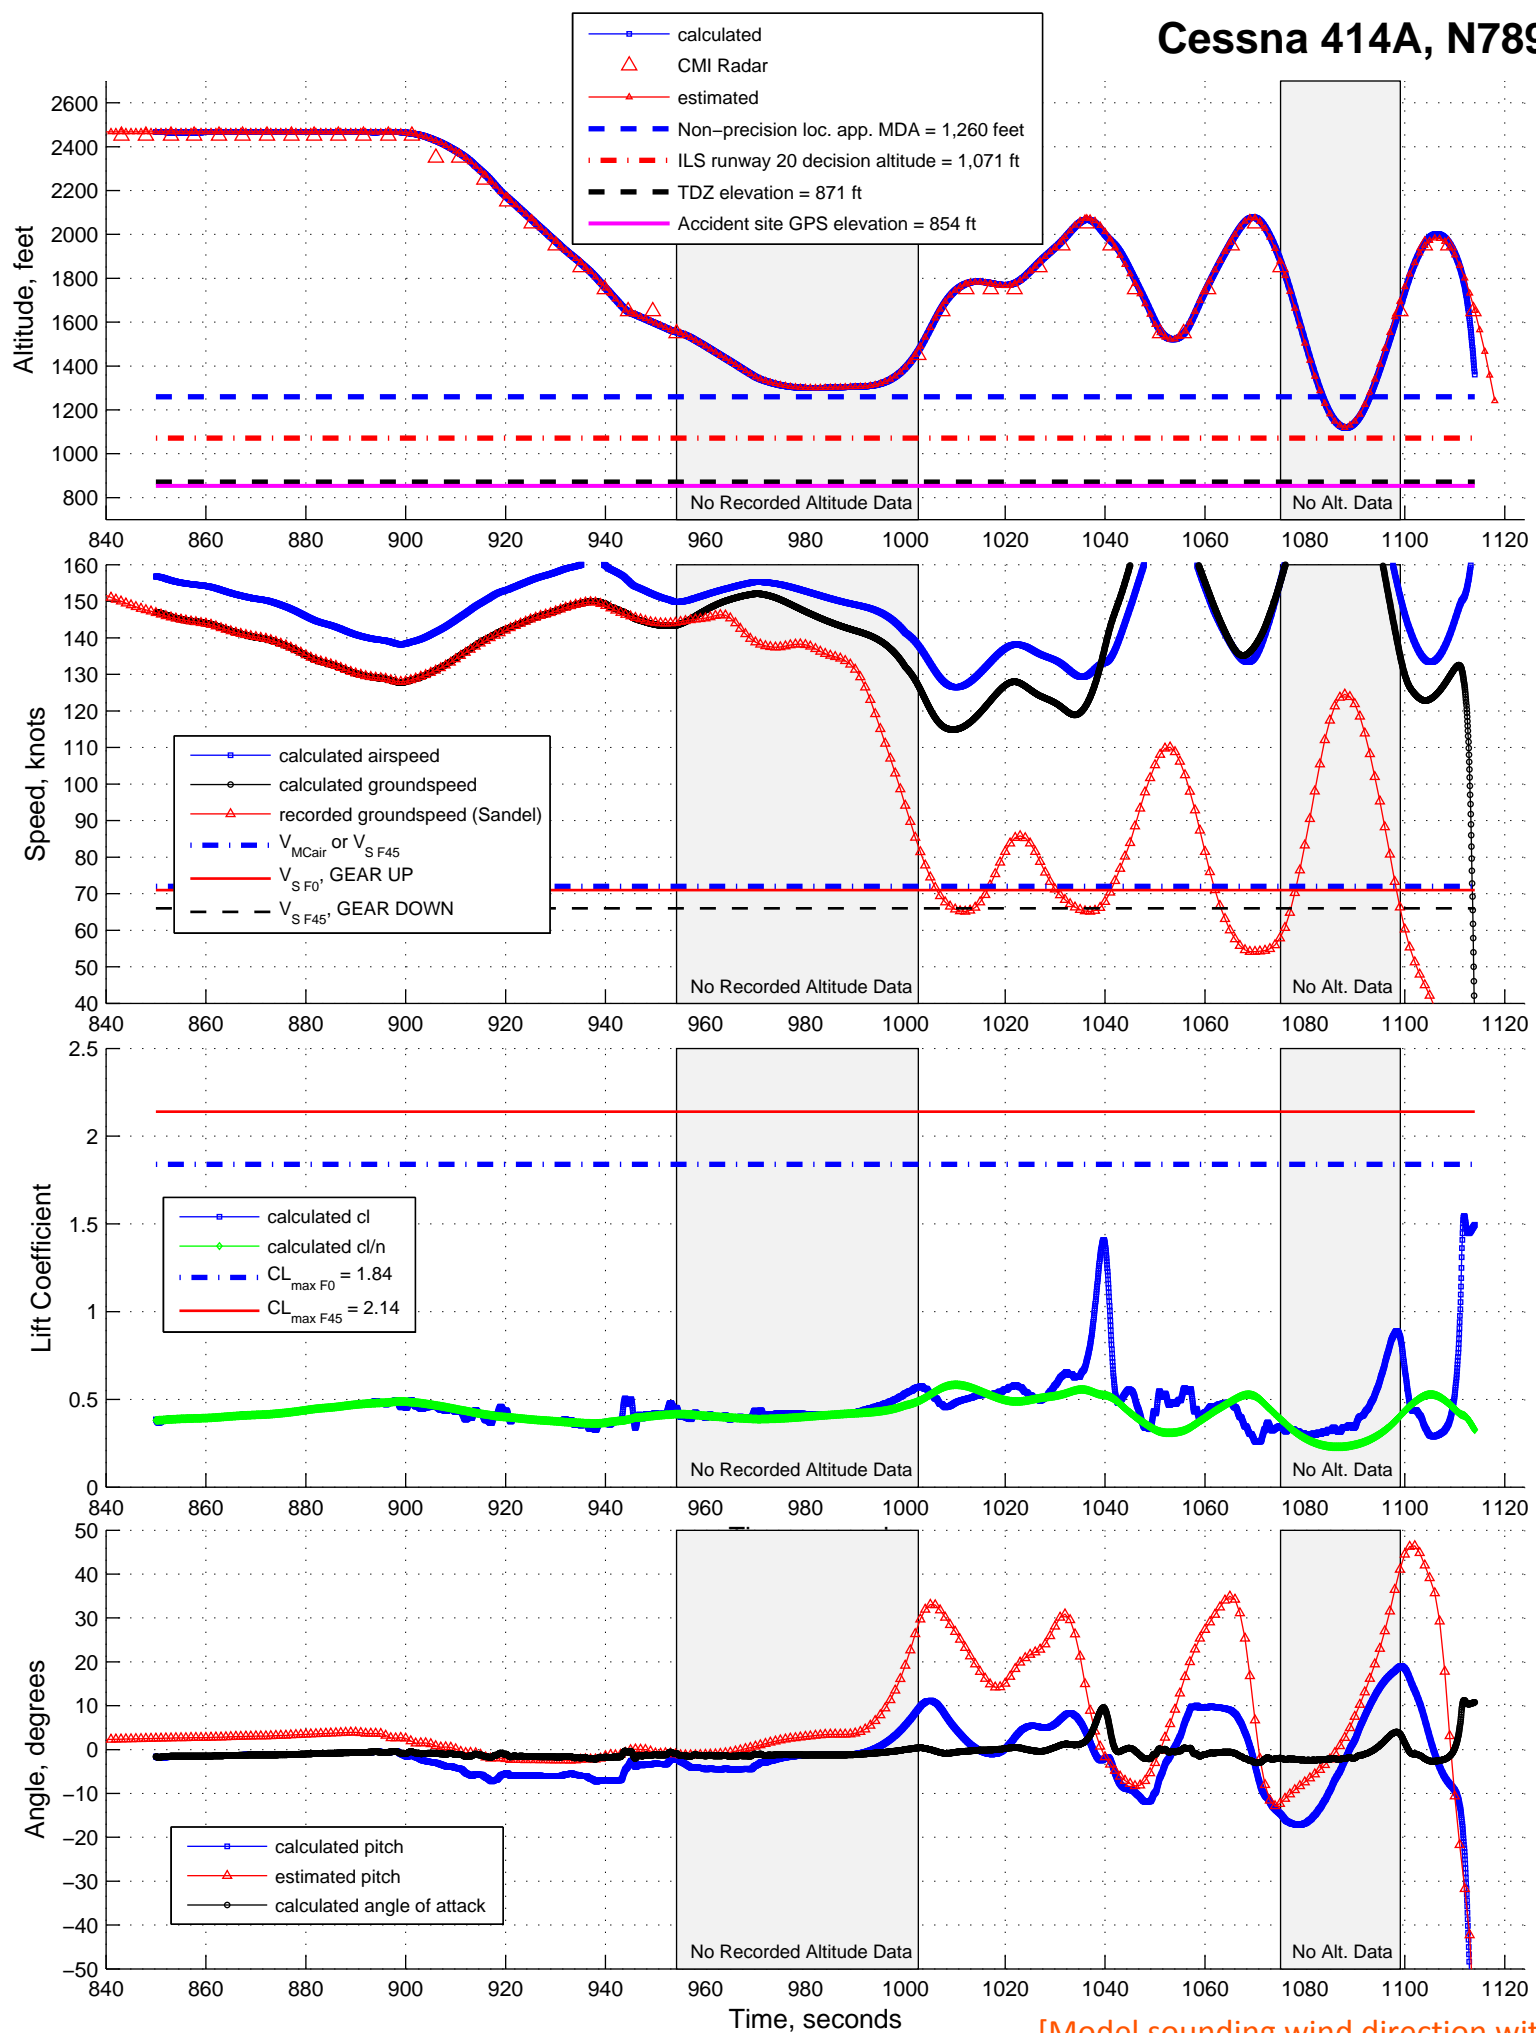 Cessna 414A, N789
calculated
CMI Radar
estimated
Non−precision loc. app. MDA = 1,260 feet
ILS runway 20 decision altitude = 1,071 ft
TDZ elevation = 871 ft
Accident site GPS elevation = 854 ft
Altitude, feet
2600
2400
2200
2000
1800
1600
1400
1200
1000
800
No Recorded Altitude Data
No Alt. Data
840 860 880 900 920 940 960 980 1000 1020 1040 1060 1080 1100 1120
Speed, knots
160
150
140
130
120
110
100
90
80
70
60
50
40
calculated airspeed
calculated groundspeed
recorded groundspeed (Sandel)
V MCair or V S F45
V S F0, GEAR UP
V S F45, GEAR DOWN
No Recorded Altitude Data
No Alt. Data
840 860 880 900 920 940 960 980 1000 1020 1040 1060 1080 1100 1120
Lift Coefficient
2.5
2
1.5
1
0.5
0
calculated cl
calculated cl/n
CL max F0 = 1.84
CL max F45 = 2.14
No Recorded Altitude Data
No Alt. Data
840 860 880 900 920 940 960 980 1000 1020 1040 1060 1080 1100 1120
Angle, degrees
50
40
30
20
10
0
−10
−20
−30
−40
−50
calculated pitch
estimated pitch
calculated angle of attack
No Recorded Altitude Data
No Alt. Data
840 860 880 900 920 940 960 980 1000 1020 1040 1060 1080 1100 1120
Time, seconds
[Model sounding wind direction wit